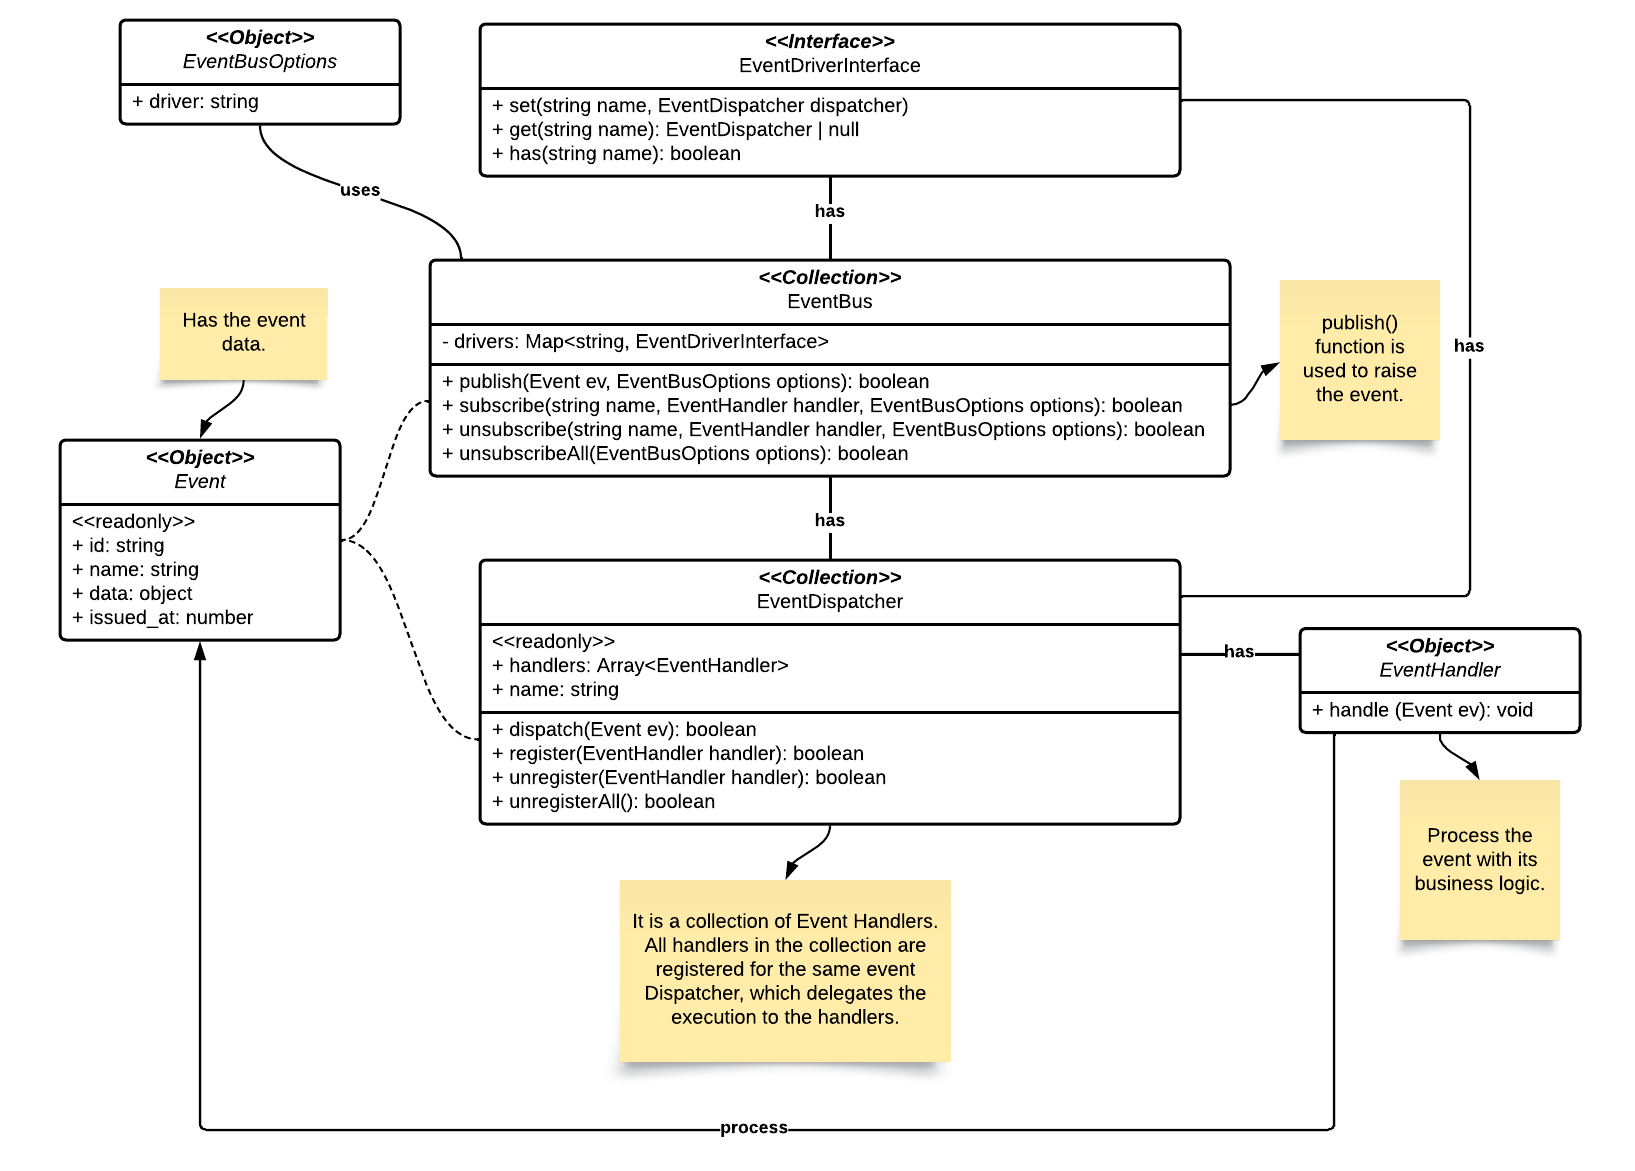 <<Object>>
EventBusOptions
+ driver: string
<<Interface>>
EventDriverInterface
+ set(string name, EventDispatcher dispatcher)
+ get(string name): EventDispatcher | null
+ has(string name): boolean
uses
has
<<Collection>>
EventBus
- drivers: Map<string, EventDriverInterface>
+ publish(Event ev, EventBusOptions options): boolean
+ subscribe(string name, EventHandler handler, EventBusOptions options): boolean
+ unsubscribe(string name, EventHandler handler, EventBusOptions options): boolean
+ unsubscribeAll(EventBusOptions options): boolean
Has the event
data.
publish()
function is
used to raise
the event.
has
<<Object>>
Event
<<readonly>>
+ id: string
+ name: string
+ data: object
+ issued_at: number
has
<<Collection>>
EventDispatcher
<<readonly>>
+ handlers: Array<EventHandler>
+ name: string
+ dispatch(Event ev): boolean
+ register(EventHandler handler): boolean
+ unregister(EventHandler handler): boolean
+ unregisterAll(): boolean
has
<<Object>>
EventHandler
+ handle (Event ev): void
Process the
event with its
business logic.
It is a collection of Event Handlers.
All handlers in the collection are
registered for the same event
Dispatcher, which delegates the
execution to the handlers.
process